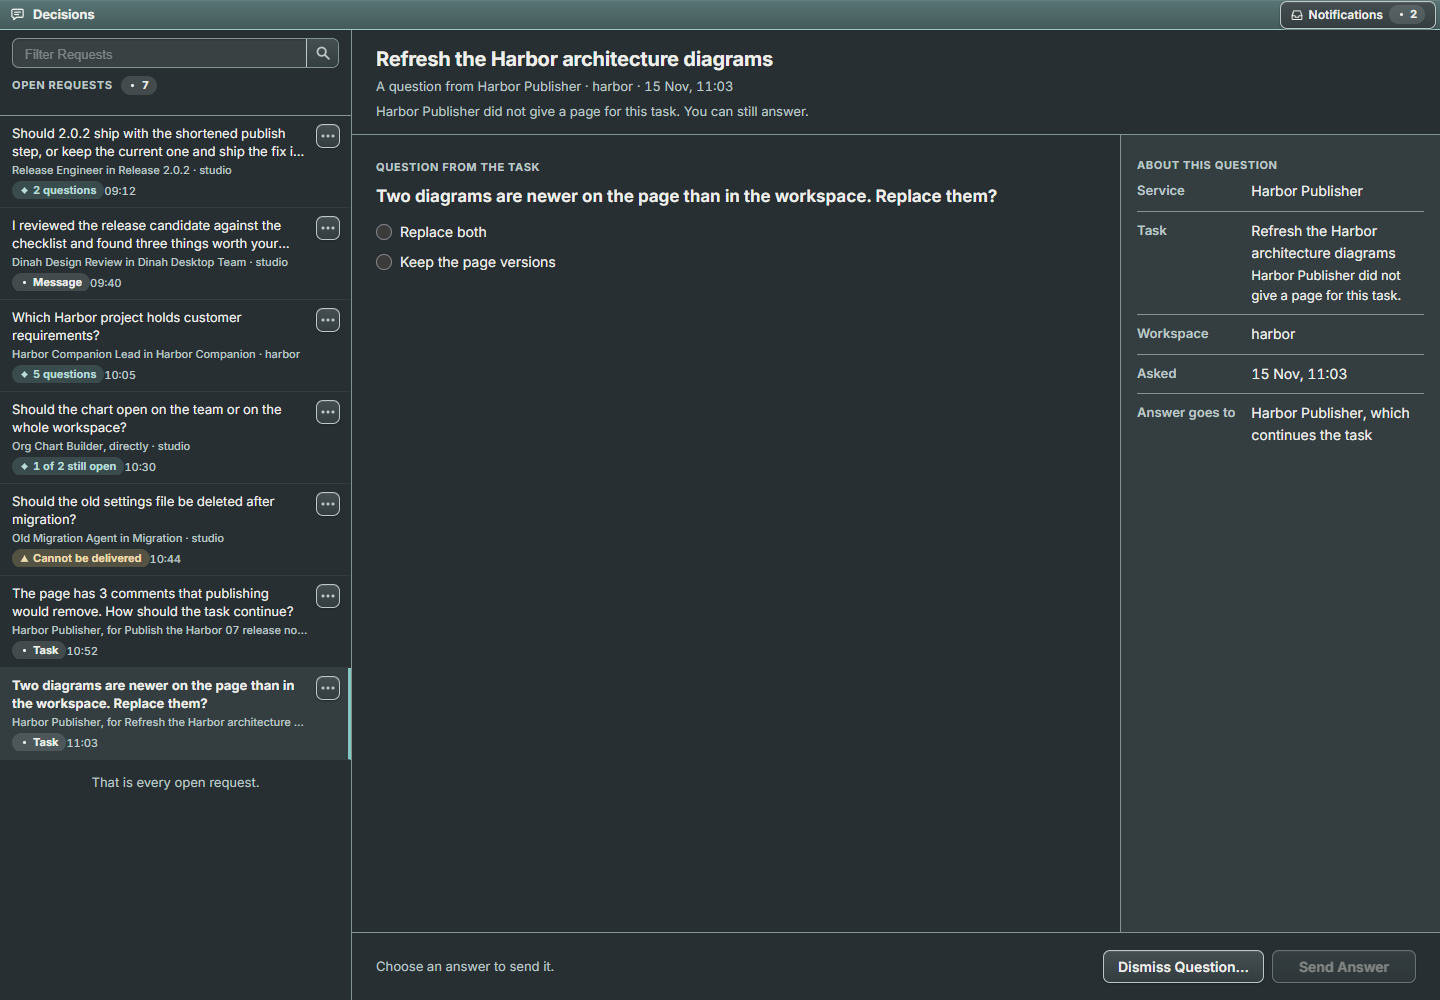 Decisions
Notifications • 2
Filter Requests
OPEN REQUESTS • 7
Should 2.0.2 ship with the shortened publish
step, or keep the current one and ship the fix i...
Release Engineer in Release 2.0.2 · studio
2 questions 09:12
I reviewed the release candidate against the
checklist and found three things worth your...
Dinah Design Review in Dinah Desktop Team · studio
• Message 09:40
Which Harbor project holds customer
requirements?
Harbor Companion Lead in Harbor Companion · harbor
5 questions 10:05
Should the chart open on the team or on the
whole workspace?
Org Chart Builder, directly · studio
1 of 2 still open 10:30
Should the old settings file be deleted after
migration?
Old Migration Agent in Migration · studio
Cannot be delivered 10:44
The page has 3 comments that publishing
would remove. How should the task continue?
Harbor Publisher, for Publish the Harbor 07 release no...
• Task 10:52
Two diagrams are newer on the page than in
the workspace. Replace them?
Harbor Publisher, for Refresh the Harbor architecture ...
• Task 11:03
That is every open request.
Refresh the Harbor architecture diagrams
A question from Harbor Publisher · harbor · 15 Nov, 11:03
Harbor Publisher did not give a page for this task. You can still answer.
QUESTION FROM THE TASK
Two diagrams are newer on the page than in the workspace. Replace them?
Replace both
Keep the page versions
ABOUT THIS QUESTION
Service Harbor Publisher
Task Refresh the Harbor
architecture diagrams
Harbor Publisher did not
give a page for this task.
Workspace harbor
Asked 15 Nov, 11:03
Answer goes to Harbor Publisher, which
continues the task
Choose an answer to send it.
Dismiss Question...
Send Answer